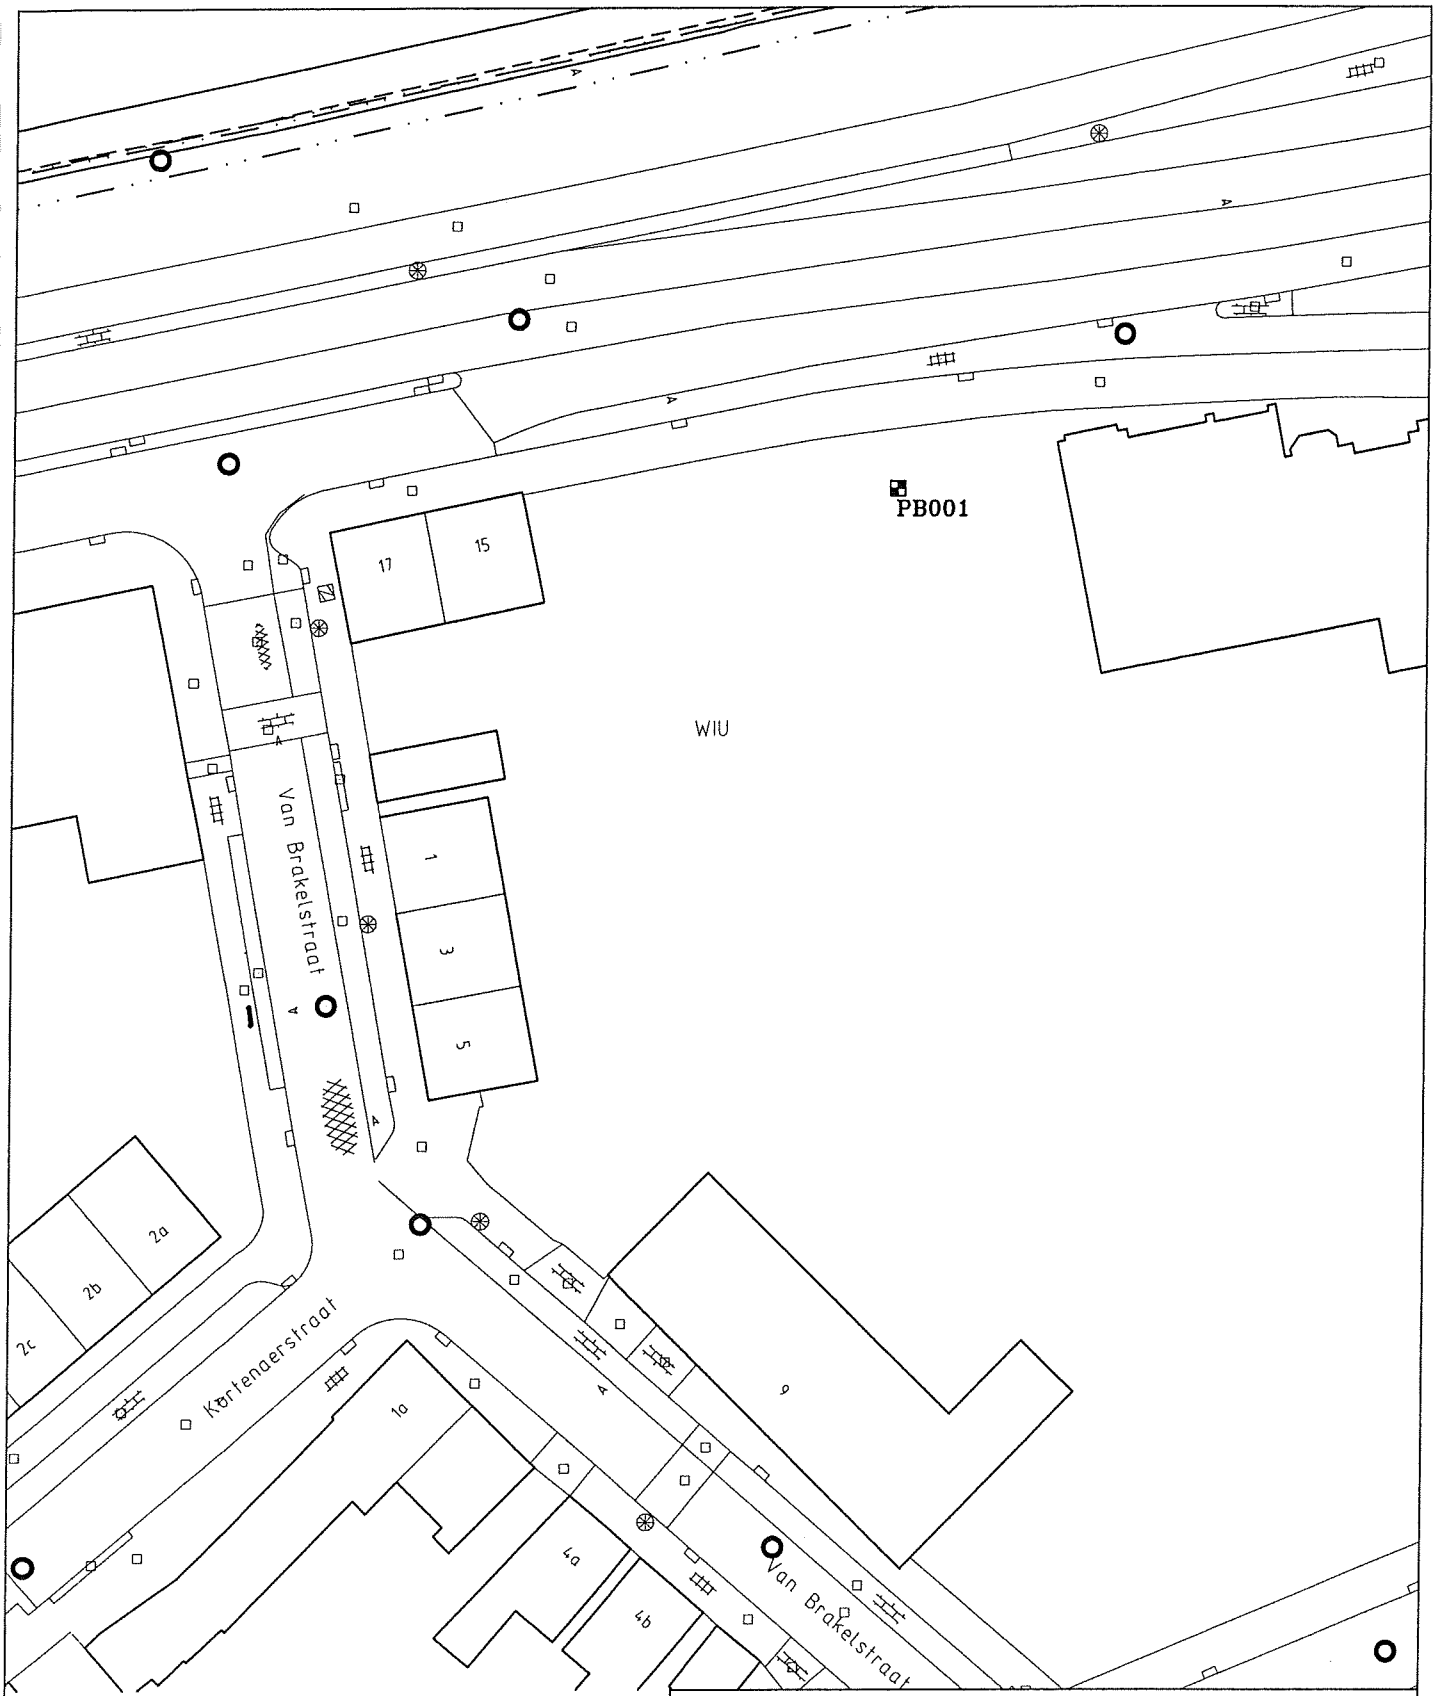 A
A
A
PB001
17
15
WIU
A
Van Brakelstraat
1
3
5
A
A
2a
2b
2c
Kortenaerstraat
1a
A
9
4a
4b
Van Brakelstraat